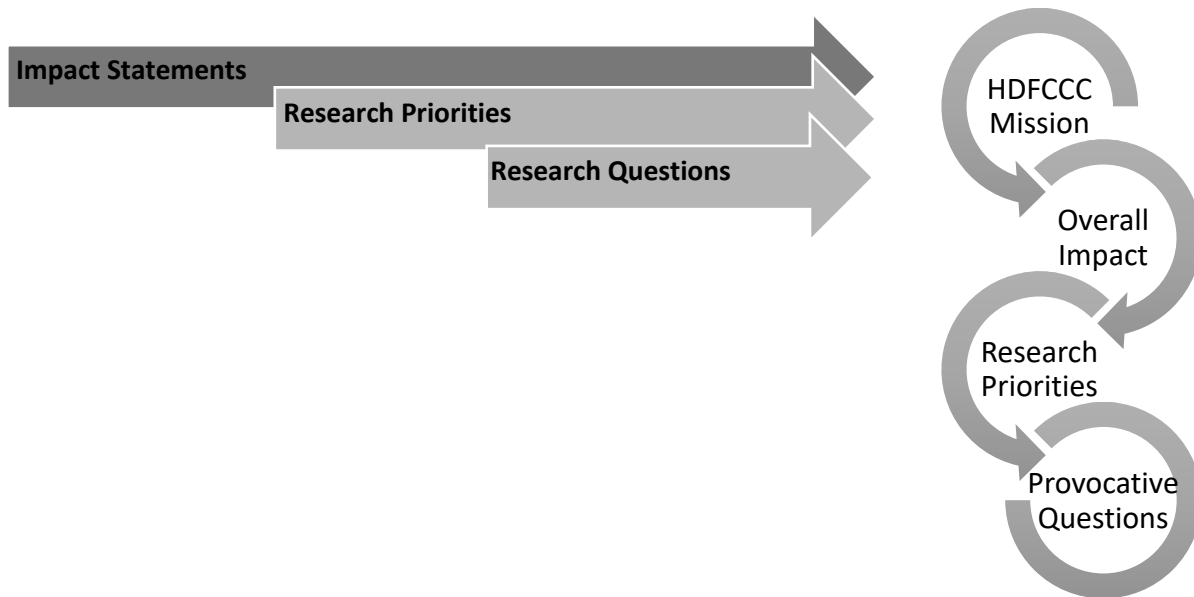 Impact Statements
Research Priorities
Research Questions
HDFCCC
Mission
Overall
Impact
Research
Priorities
Provocative
Questions